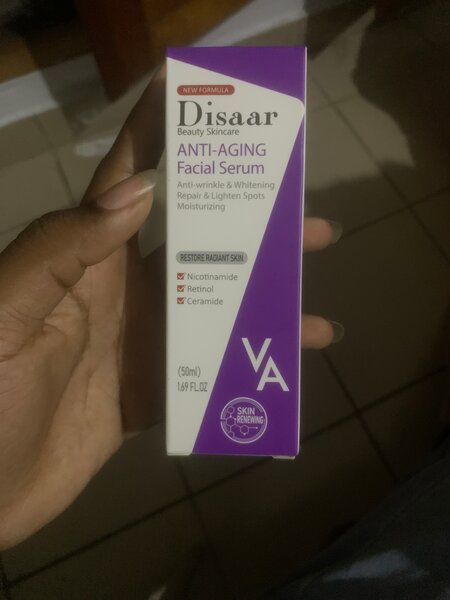 NEW FORMULA
Disaar
Beauty Skincare
ANTI-AGING
Facial Serum
Anti-wrinkle & Whitening
Repair & Lighten Spots
Moisturizing
RESTORE RADIANT SKIN
Nicotinamide
Retinol
Ceramide
(50ml)
1.69 FL.OZ
VA
SKIN
RENEWING